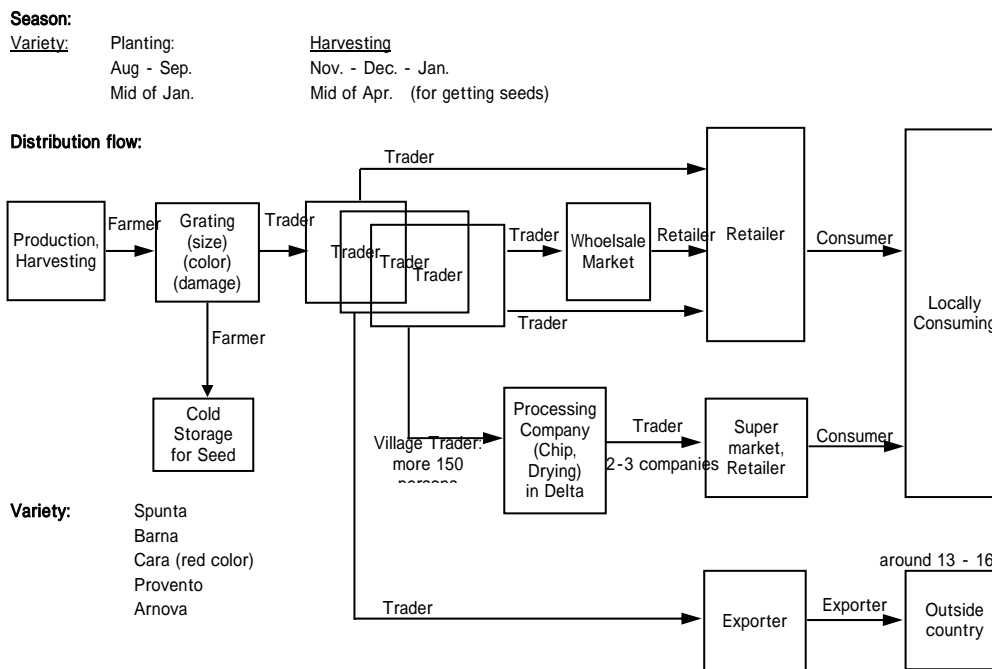 Season:
Variety: Planting: Harvesting
Aug - Sep. Nov. - Dec. - Jan.
Mid of Jan. Mid of Apr. (for getting seeds)
Distribution flow:
Production,
Harvesting
Farmer
Grating
(size)
(color)
(damage)
Trader
Trader
Trader
Trader
Trader
Trader
Whoelsale
Market
Retailer
Trader
Retailer
Consumer
Locally
Consuming
Farmer
Cold
Storage
for Seed
Village Trader:
more 150
persons
Processing
Company
(Chip,
Drying)
in Delta
Trader
2-3 companies
Super
market,
Retailer
Consumer
Variety: Spunta
Barna
Cara (red color)
Provento
Arnova
Trader
Exporter
Exporter
around 13 - 16
Outside
country